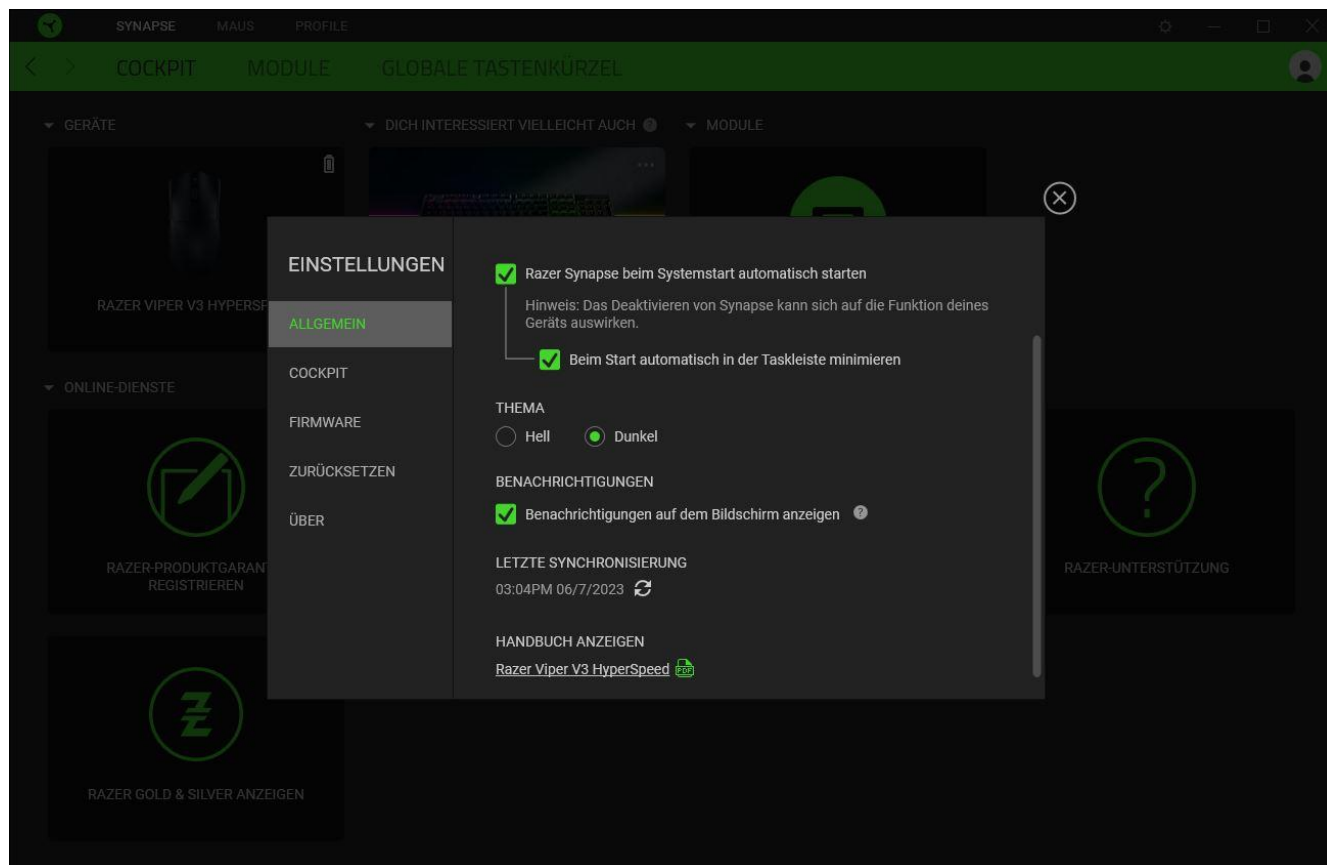 SYNAPSE MAUS PROFILE
COCKPIT MODULE GLOBALE TASTENKÜRZEL
GERÄTE
DICH INTERESSIERT VIELLEICHT AUCH ?
MODULE
RAZER VIPER V3 HYPERSP
ONLINE-DIENSTE
RAZER-PRODUKTGARAN
REGISTRIEREN
RAZER GOLD & SILVER ANZEIGEN
EINSTELLUNGEN
ALLGEMEIN
COCKPIT
FIRMWARE
ZURÜCKSETZEN
ÜBER
Razer Synapse beim Systemstart automatisch starten
Hinweis: Das Deaktivieren von Synapse kann sich auf die Funktion deines
Geräts auswirken.
Beim Start automatisch in der Taskleiste minimieren
THEMA
Hell Dunkel
BENACHRICHTIGUNGEN
Benachrichtigungen auf dem Bildschirm anzeigen ?
LETZTE SYNCHRONISIERUNG
03:04PM 06/7/2023
HANDBUCH ANZEIGEN
Razer Viper V3 HyperSpeed PDF
?
RAZER-UNTERSTÜTZUNG